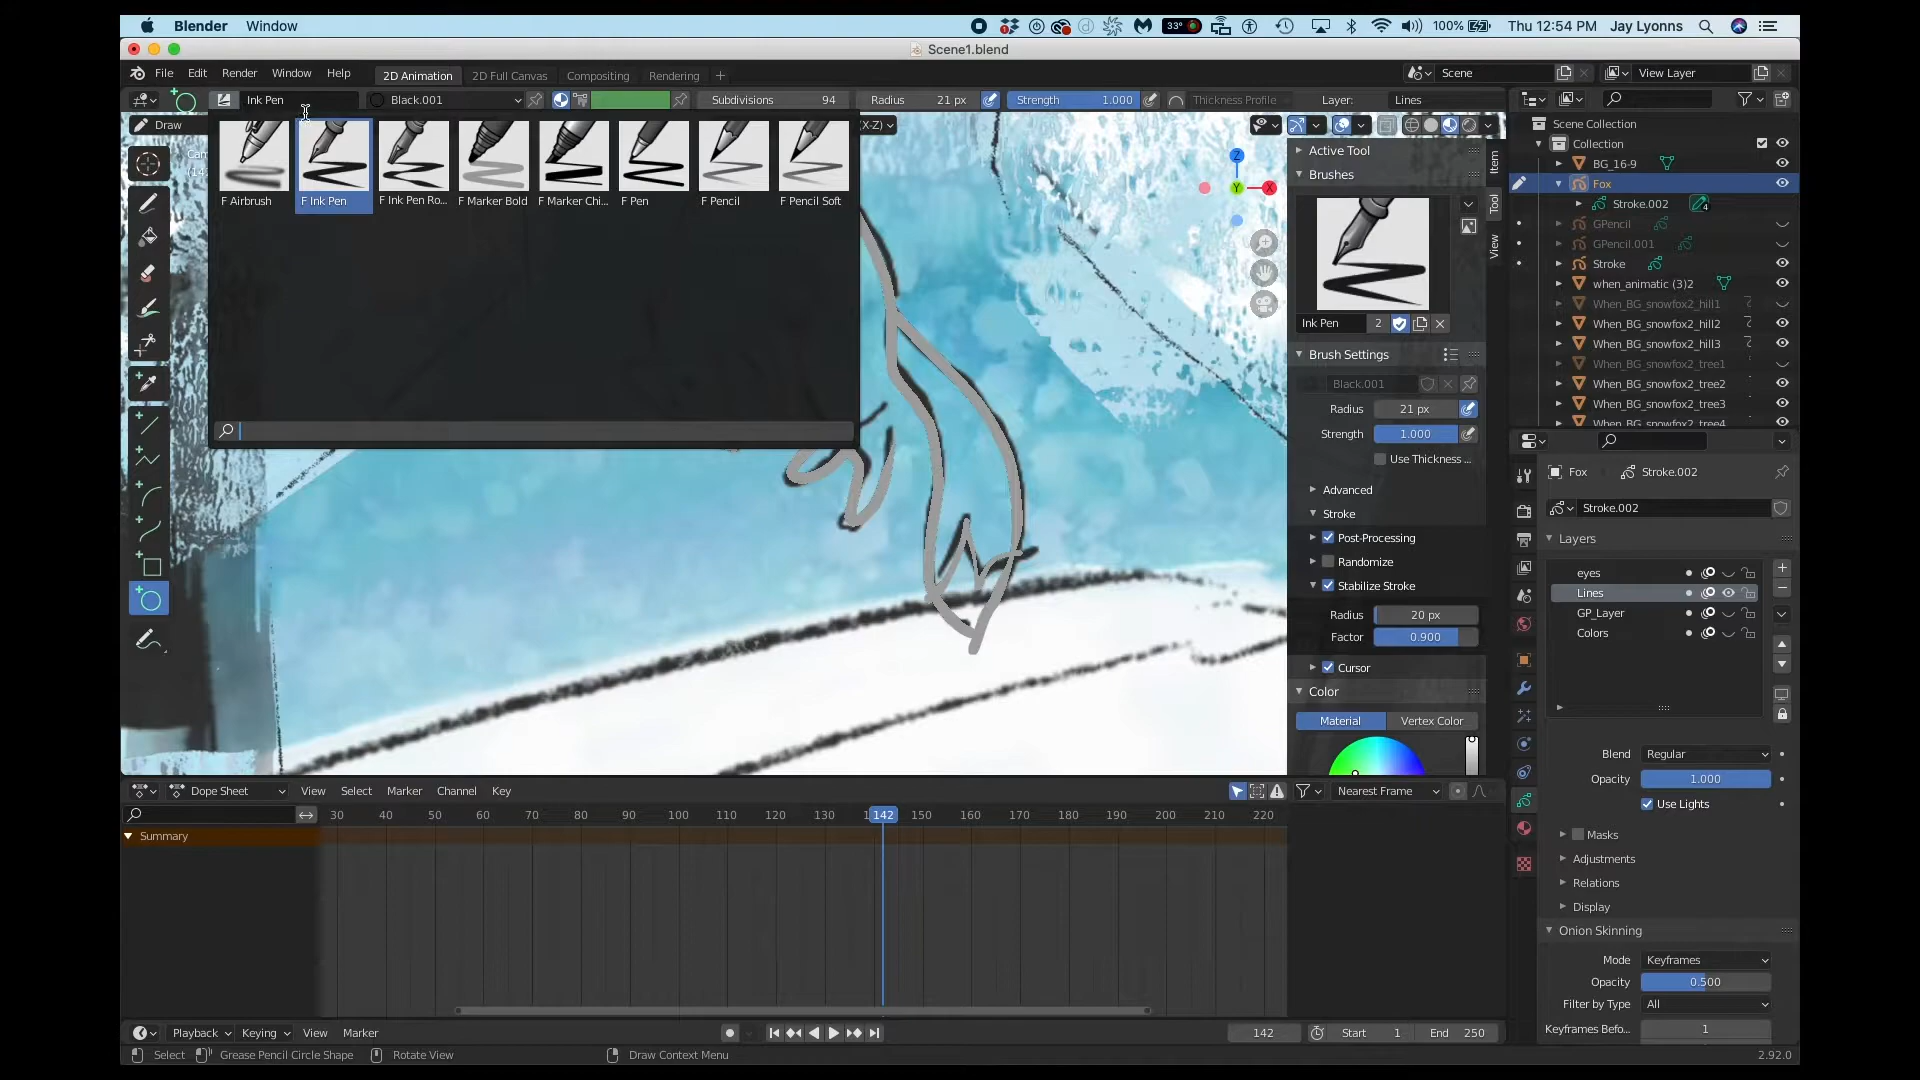 Blender Window 33° 100% Thu 12:54 PM Jay Lyonns
Scene1.blend
File Edit Render Window Help 2D Animation 2D Full Canvas Compositing Rendering + Scene View Layer
Ink Pen Black.001 Subdivisions 94 Radius 21 px Strength 1.000 Thickness Profile Layer: Lines
Draw X-Z)
F Airbrush F Ink Pen F Ink Pen Ro... F Marker Bold F Marker Chi... F Pen F Pencil F Pencil Soft
Z
Y X
Active Tool
Brushes
Ink Pen 2
Brush Settings
Black.001
Radius 21 px
Strength 1.000
Use Thickness ...
Advanced
Stroke
Post-Processing
Randomize
Stabilize Stroke
Radius 20 px
Factor 0.900
Cursor
Color
Material Vertex Color
Item
Tool
View
Scene Collection
Collection
BG_16-9
Fox
Stroke.002 4
GPencil
GPencil.001
Stroke
when_animatic (3)2
When_BG_snowfox2_hill1
When_BG_snowfox2_hill2
When_BG_snowfox2_hill3
When_BG_snowfox2_tree1
When_BG_snowfox2_tree2
When_BG_snowfox2_tree3
When_BG_snowfox2_tree4
Fox Stroke.002
Stroke.002
Layers
eyes
Lines
GP_Layer
Colors
Blend Regular
Opacity 1.000
Use Lights
Masks
Adjustments
Relations
Display
Onion Skinning
Mode Keyframes
Opacity 0.500
Filter by Type All
Keyframes Befo... 1
Dope Sheet View Select Marker Channel Key Nearest Frame
30 40 50 60 70 80 90 100 110 120 130 142 150 160 170 180 190 200 210 220
Summary
Playback Keying View Marker 142 Start 1 End 250
Select Grease Pencil Circle Shape Rotate View Draw Context Menu 2.92.0